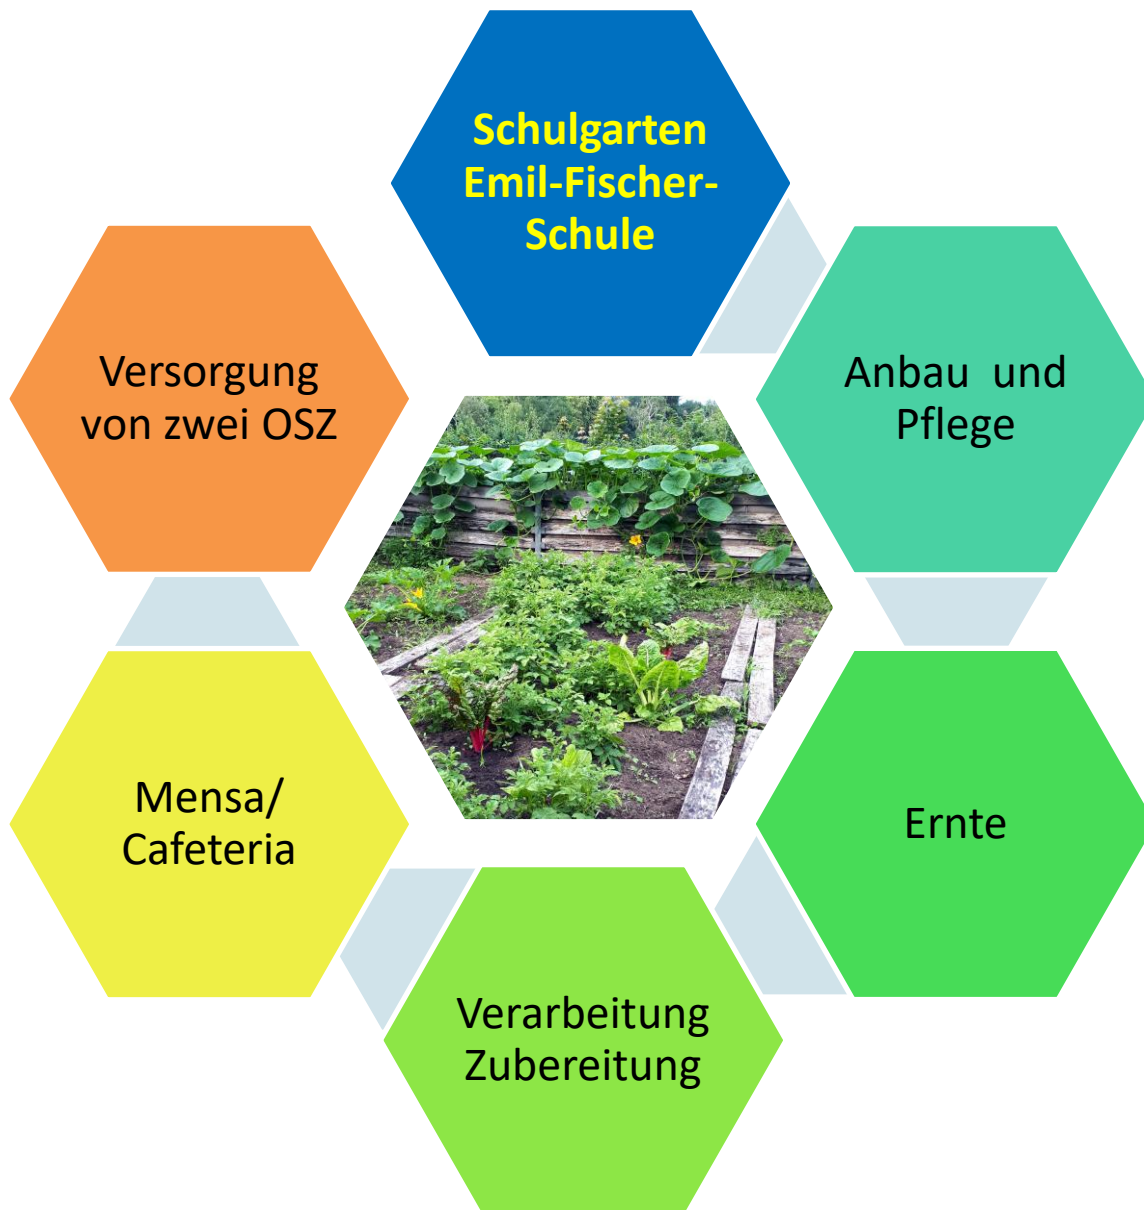 Schulgarten
Emil-Fischer-
Schule
Anbau und
Pflege
Ernte
Verarbeitung
Zubereitung
Mensa/
Cafeteria
Versorgung
von zwei OSZ